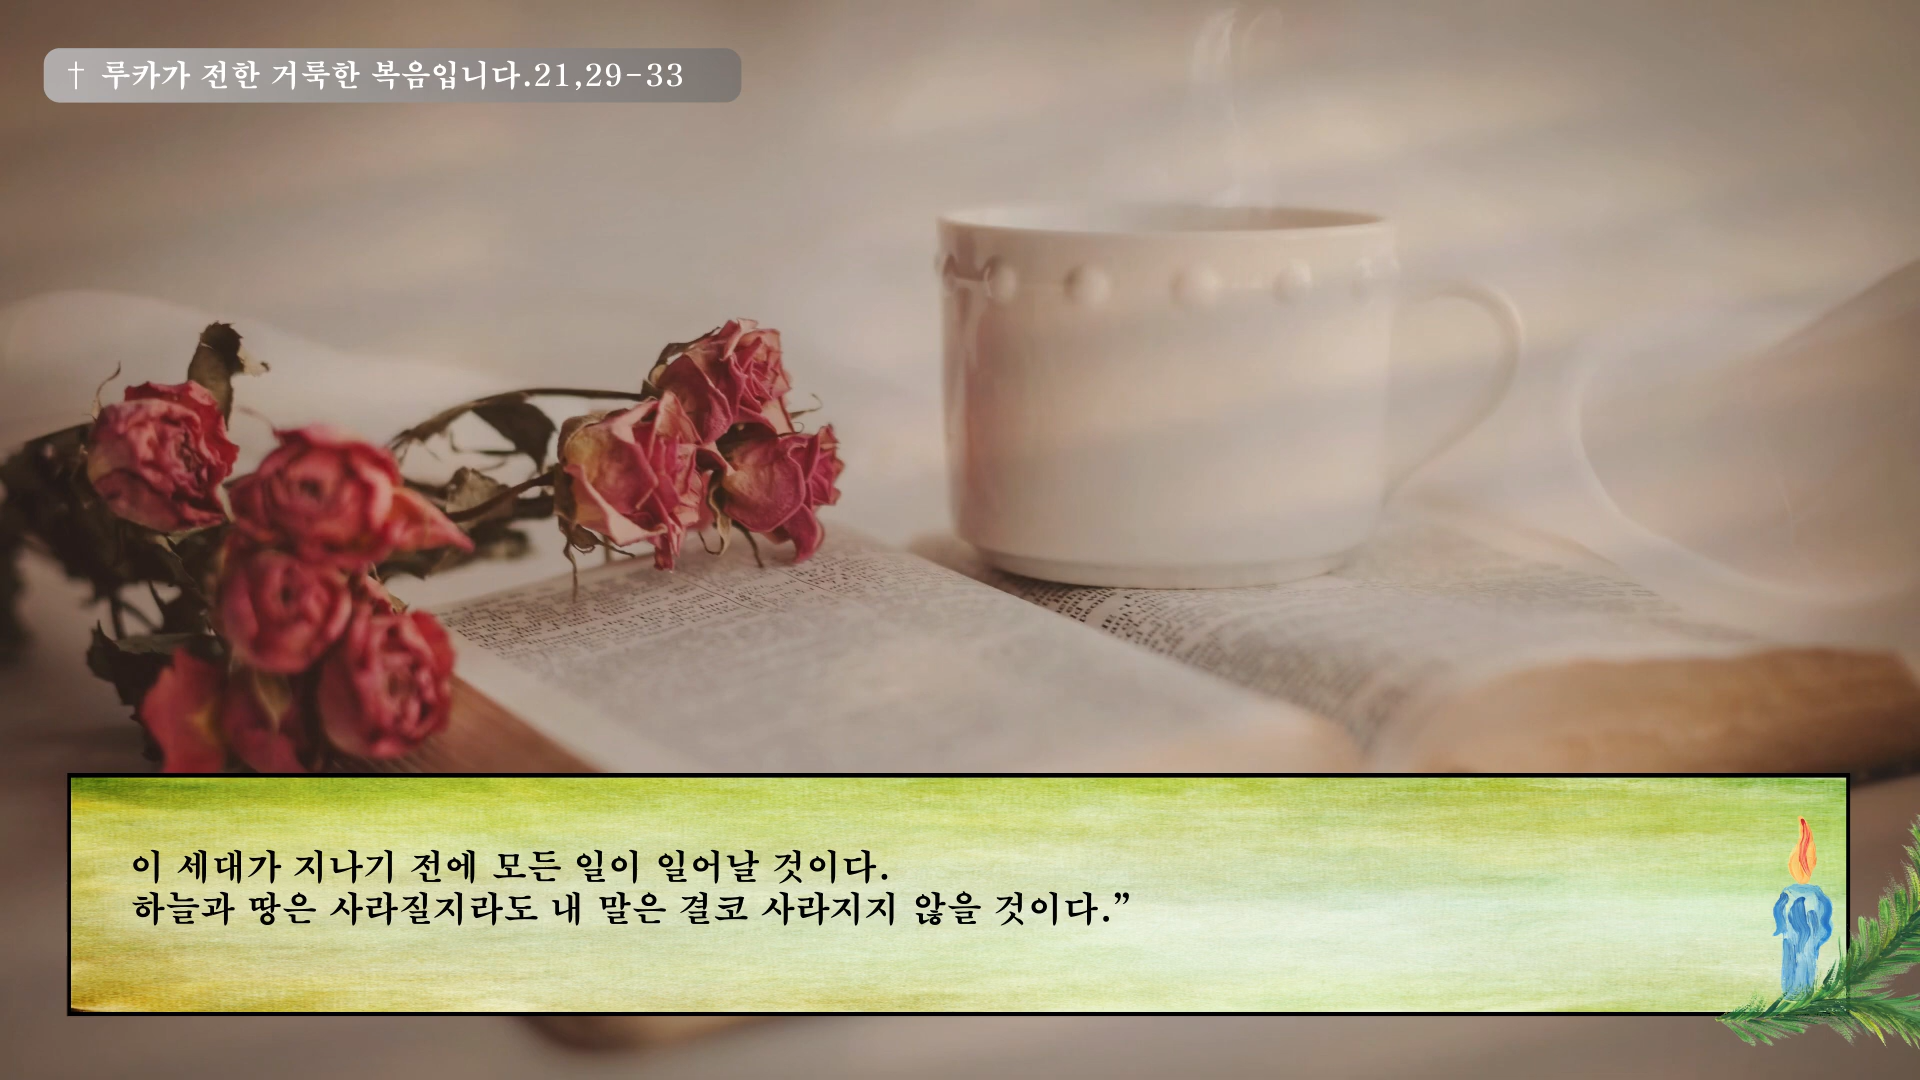 † 루카가 전한 거룩한 복음입니다.21,29-33
이 세대가 지나기 전에 모든 일이 일어날 것이다.
하늘과 땅은 사라질지라도 내 말은 결코 사라지지 않을 것이다.”